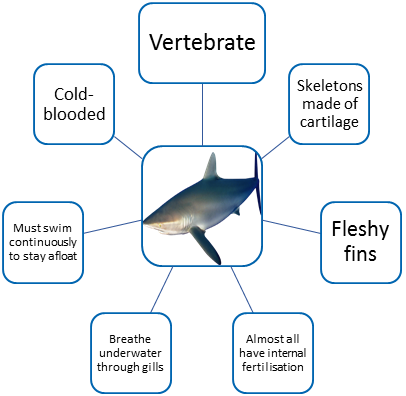 Vertebrate
Skeletons
made of
cartilage
Fleshy
fins
Almost all
have internal
fertilisation
Breathe
underwater
through gills
Must swim
continuously
to stay afloat
Cold-
blooded